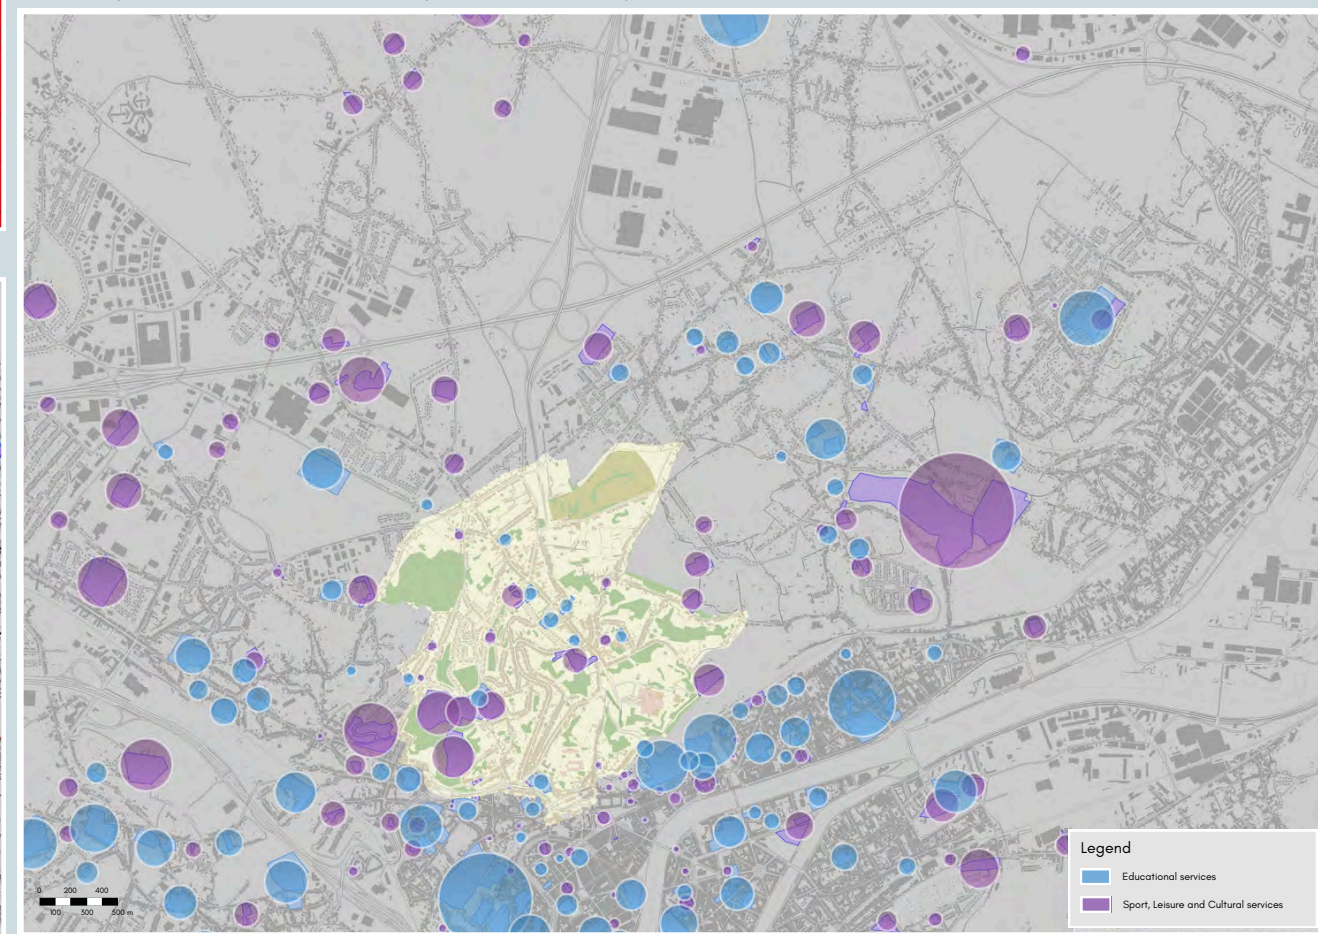 Legend
Educational services
Sport, Leisure and Cultural services
0 200 400
100 300 500 m